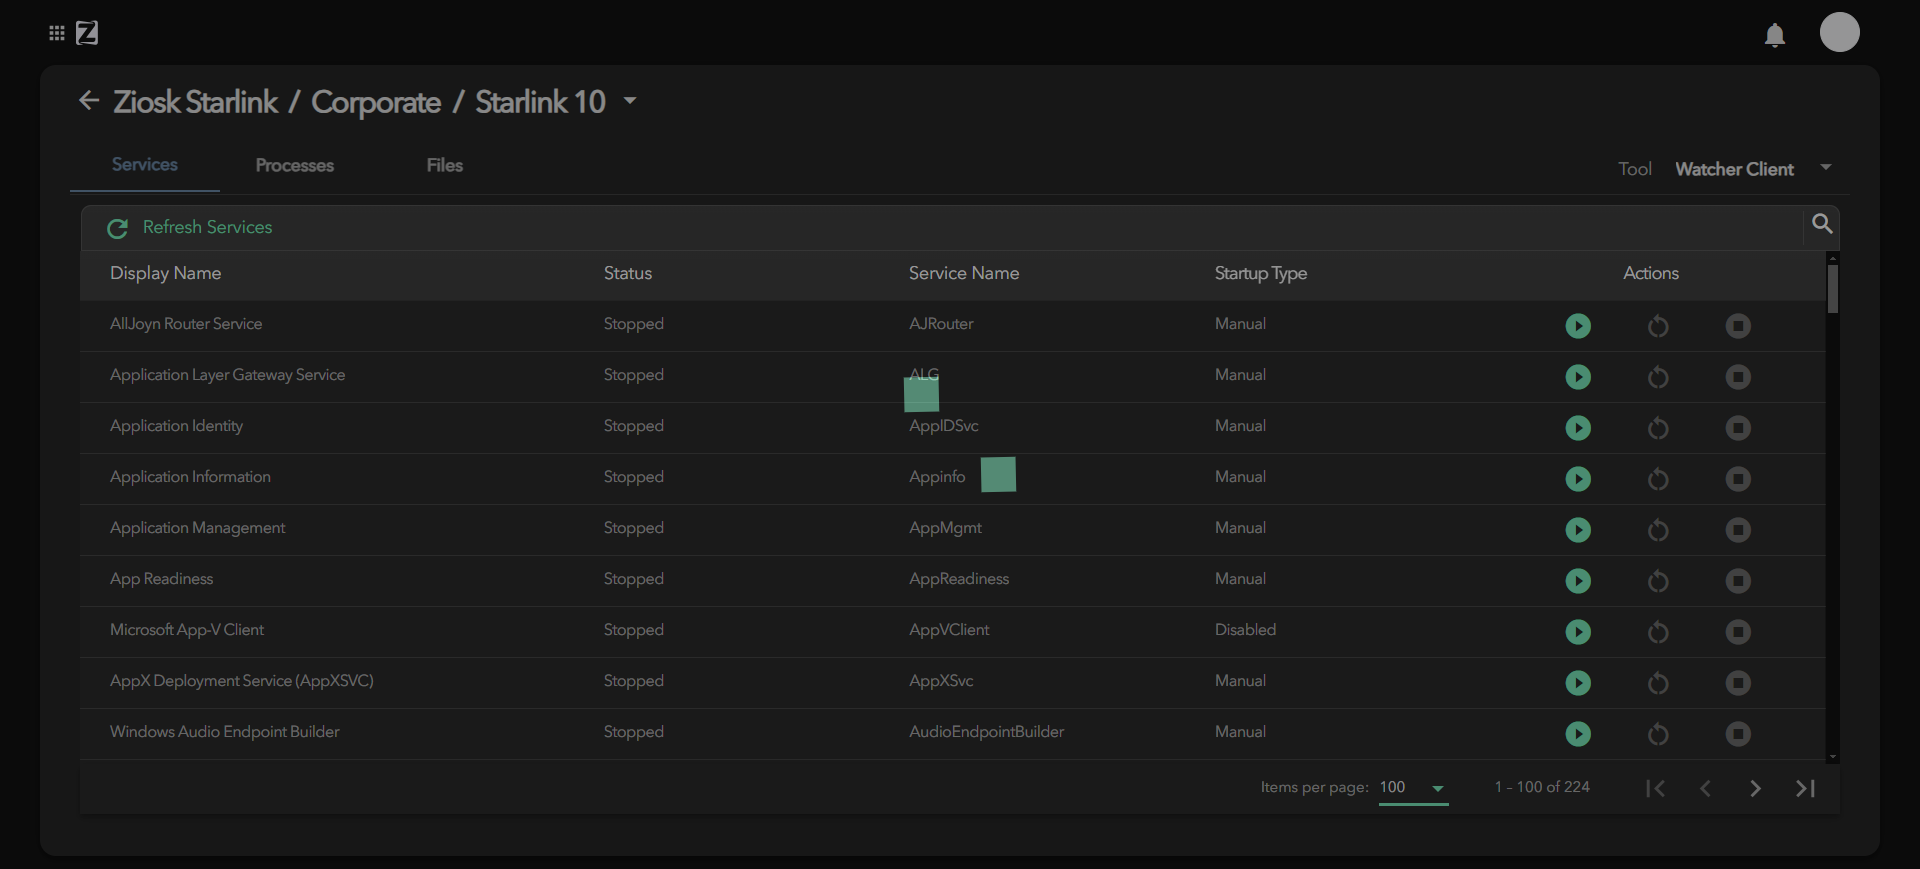 Z
Ziosk Starlink / Corporate / Starlink 10
Services Processes Files Tool Watcher Client
Refresh Services
Display Name Status Service Name Startup Type Actions
AllJoyn Router Service Stopped AJRouter Manual
Application Layer Gateway Service Stopped ALG Manual
Application Identity Stopped AppIDSvc Manual
Application Information Stopped Appinfo Manual
Application Management Stopped AppMgmt Manual
App Readiness Stopped AppReadiness Manual
Microsoft App-V Client Stopped AppVClient Disabled
AppX Deployment Service (AppXSVC) Stopped AppXSvc Manual
Windows Audio Endpoint Builder Stopped AudioEndpointBuilder Manual
Items per page: 100 1 - 100 of 224